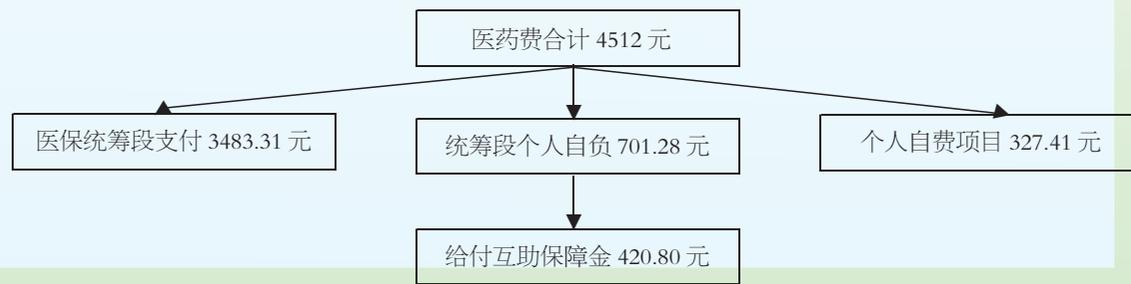 医药费合计 4512 元
医保统筹段支付 3483.31 元
统筹段个人自负 701.28 元
个人自费项目 327.41 元
给付互助保障金 420.80 元